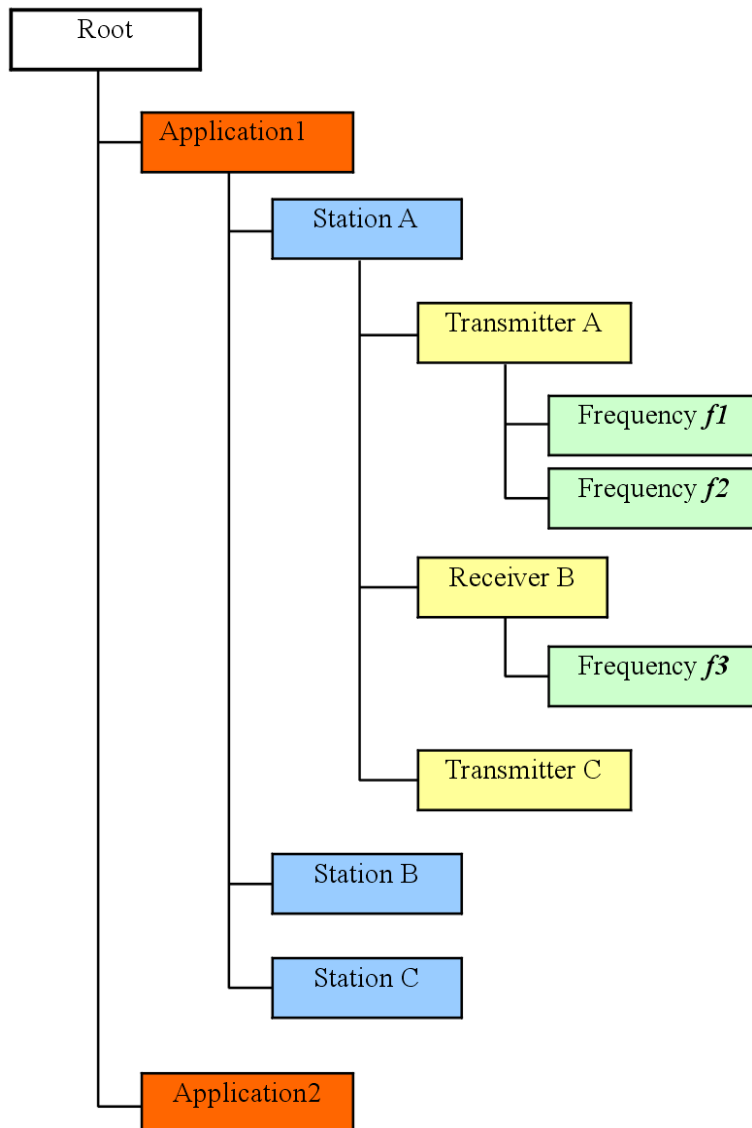 Root
Application1
Station A
Transmitter A
Frequency f1
Frequency f2
Receiver B
Frequency f3
Transmitter C
Station B
Station C
Application2